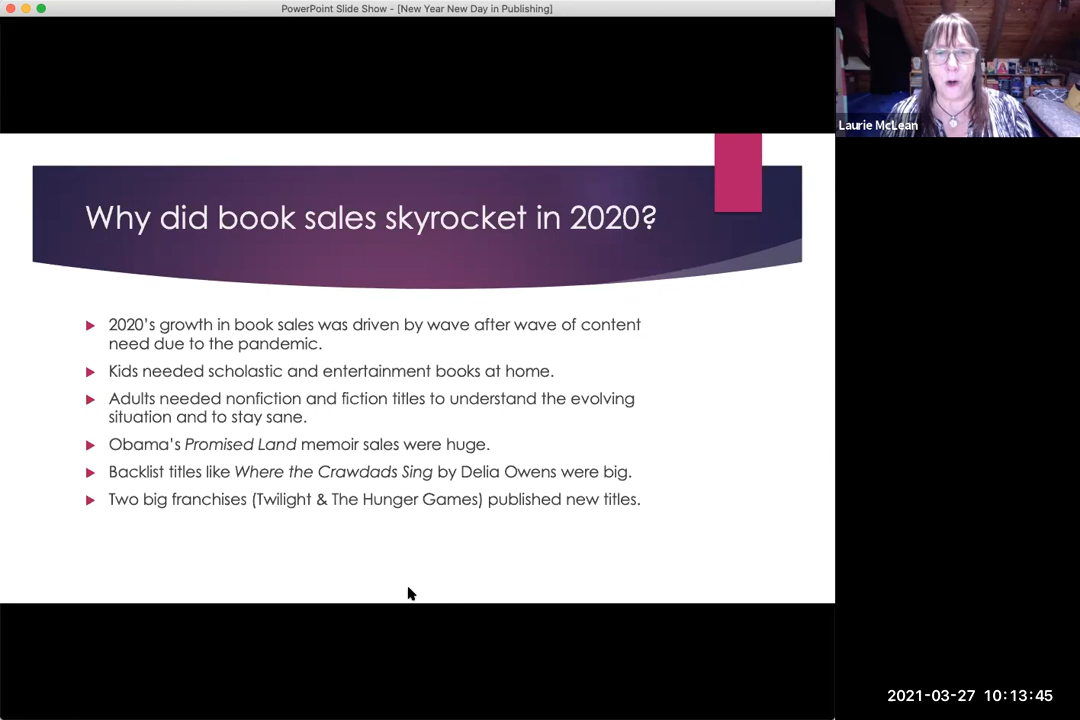 PowerPoint Slide Show - [New Year New Day in Publishing]
Laurie McLean
Why did book sales skyrocket in 2020?
2020's growth in book sales was driven by wave after wave of content
need due to the pandemic.
Kids needed scholastic and entertainment books at home.
Adults needed nonfiction and fiction titles to understand the evolving
situation and to stay sane.
Obama's Promised Land memoir sales were huge.
Backlist titles like Where the Crawdads Sing by Delia Owens were big.
Two big franchises (Twilight & The Hunger Games) published new titles.
2021-03-27 10:13:45